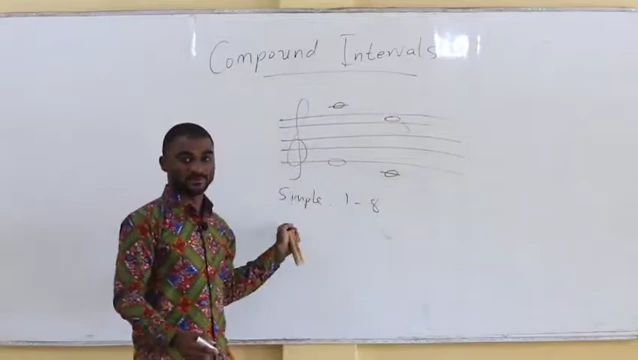 Compound Intervals
Simple. 1 - 8